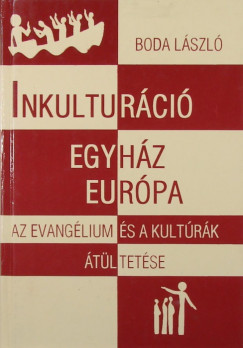 BODA LÁSZLÓ
INKULTURÁCIÓ
EGYHÁZ
EURÓPA
AZ EVANGÉLIUM ÉS A KULTÚRÁK
ÁTÜLTETÉSE